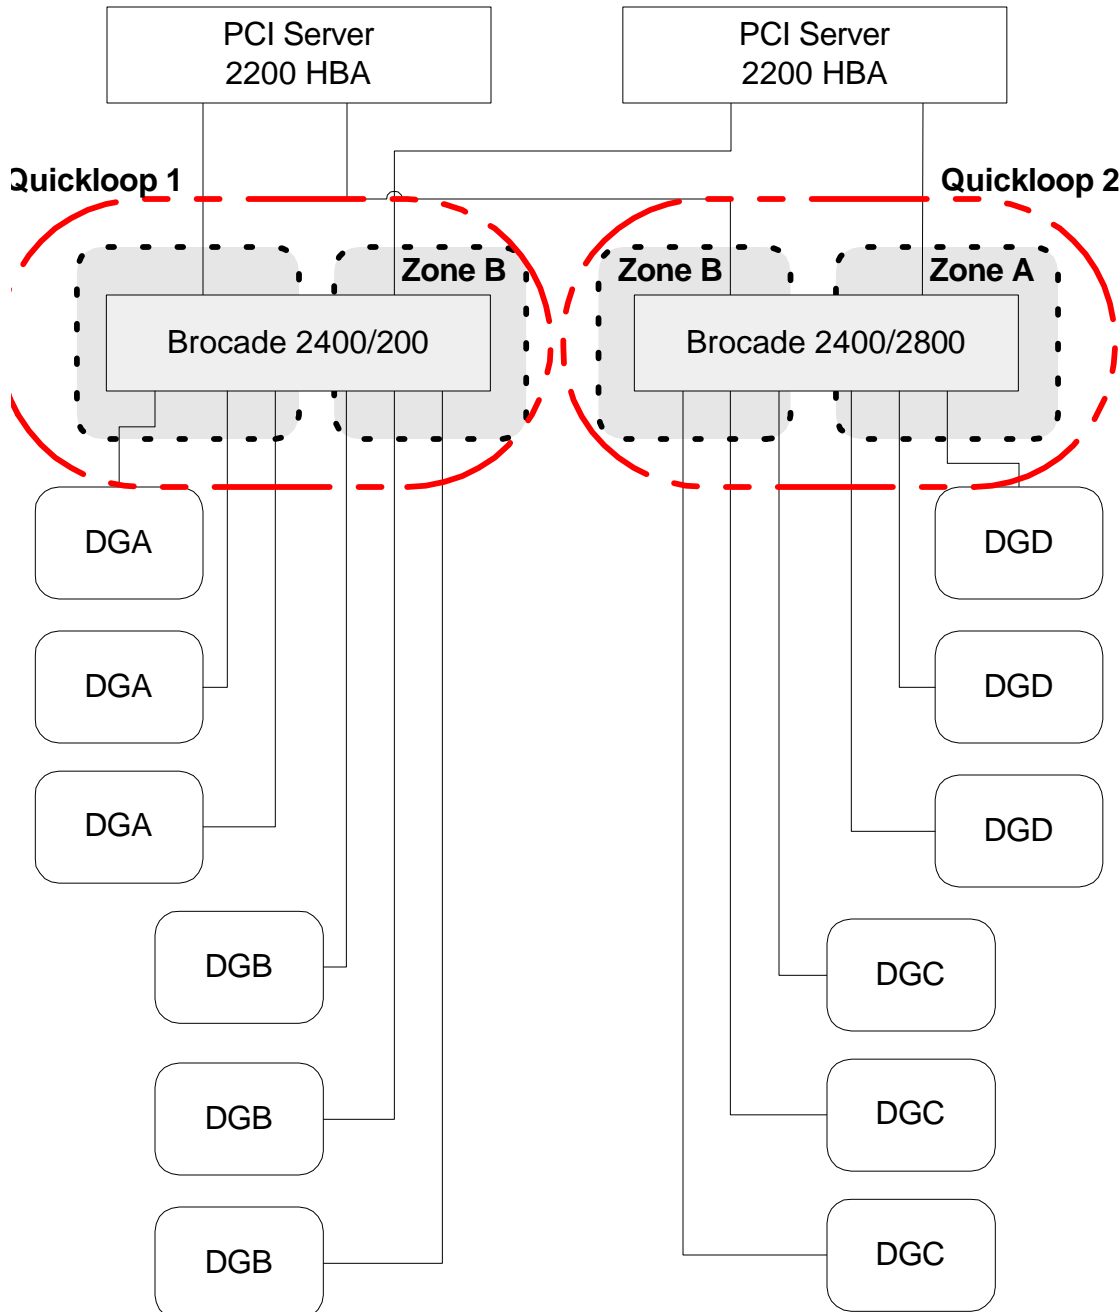 PCI Server
2200 HBA
PCI Server
2200 HBA
Quickloop 1
Quickloop 2
Zone B
Zone B
Zone A
Brocade 2400/200
Brocade 2400/2800
DGA
DGD
DGA
DGD
DGA
DGD
DGB
DGC
DGB
DGC
DGB
DGC